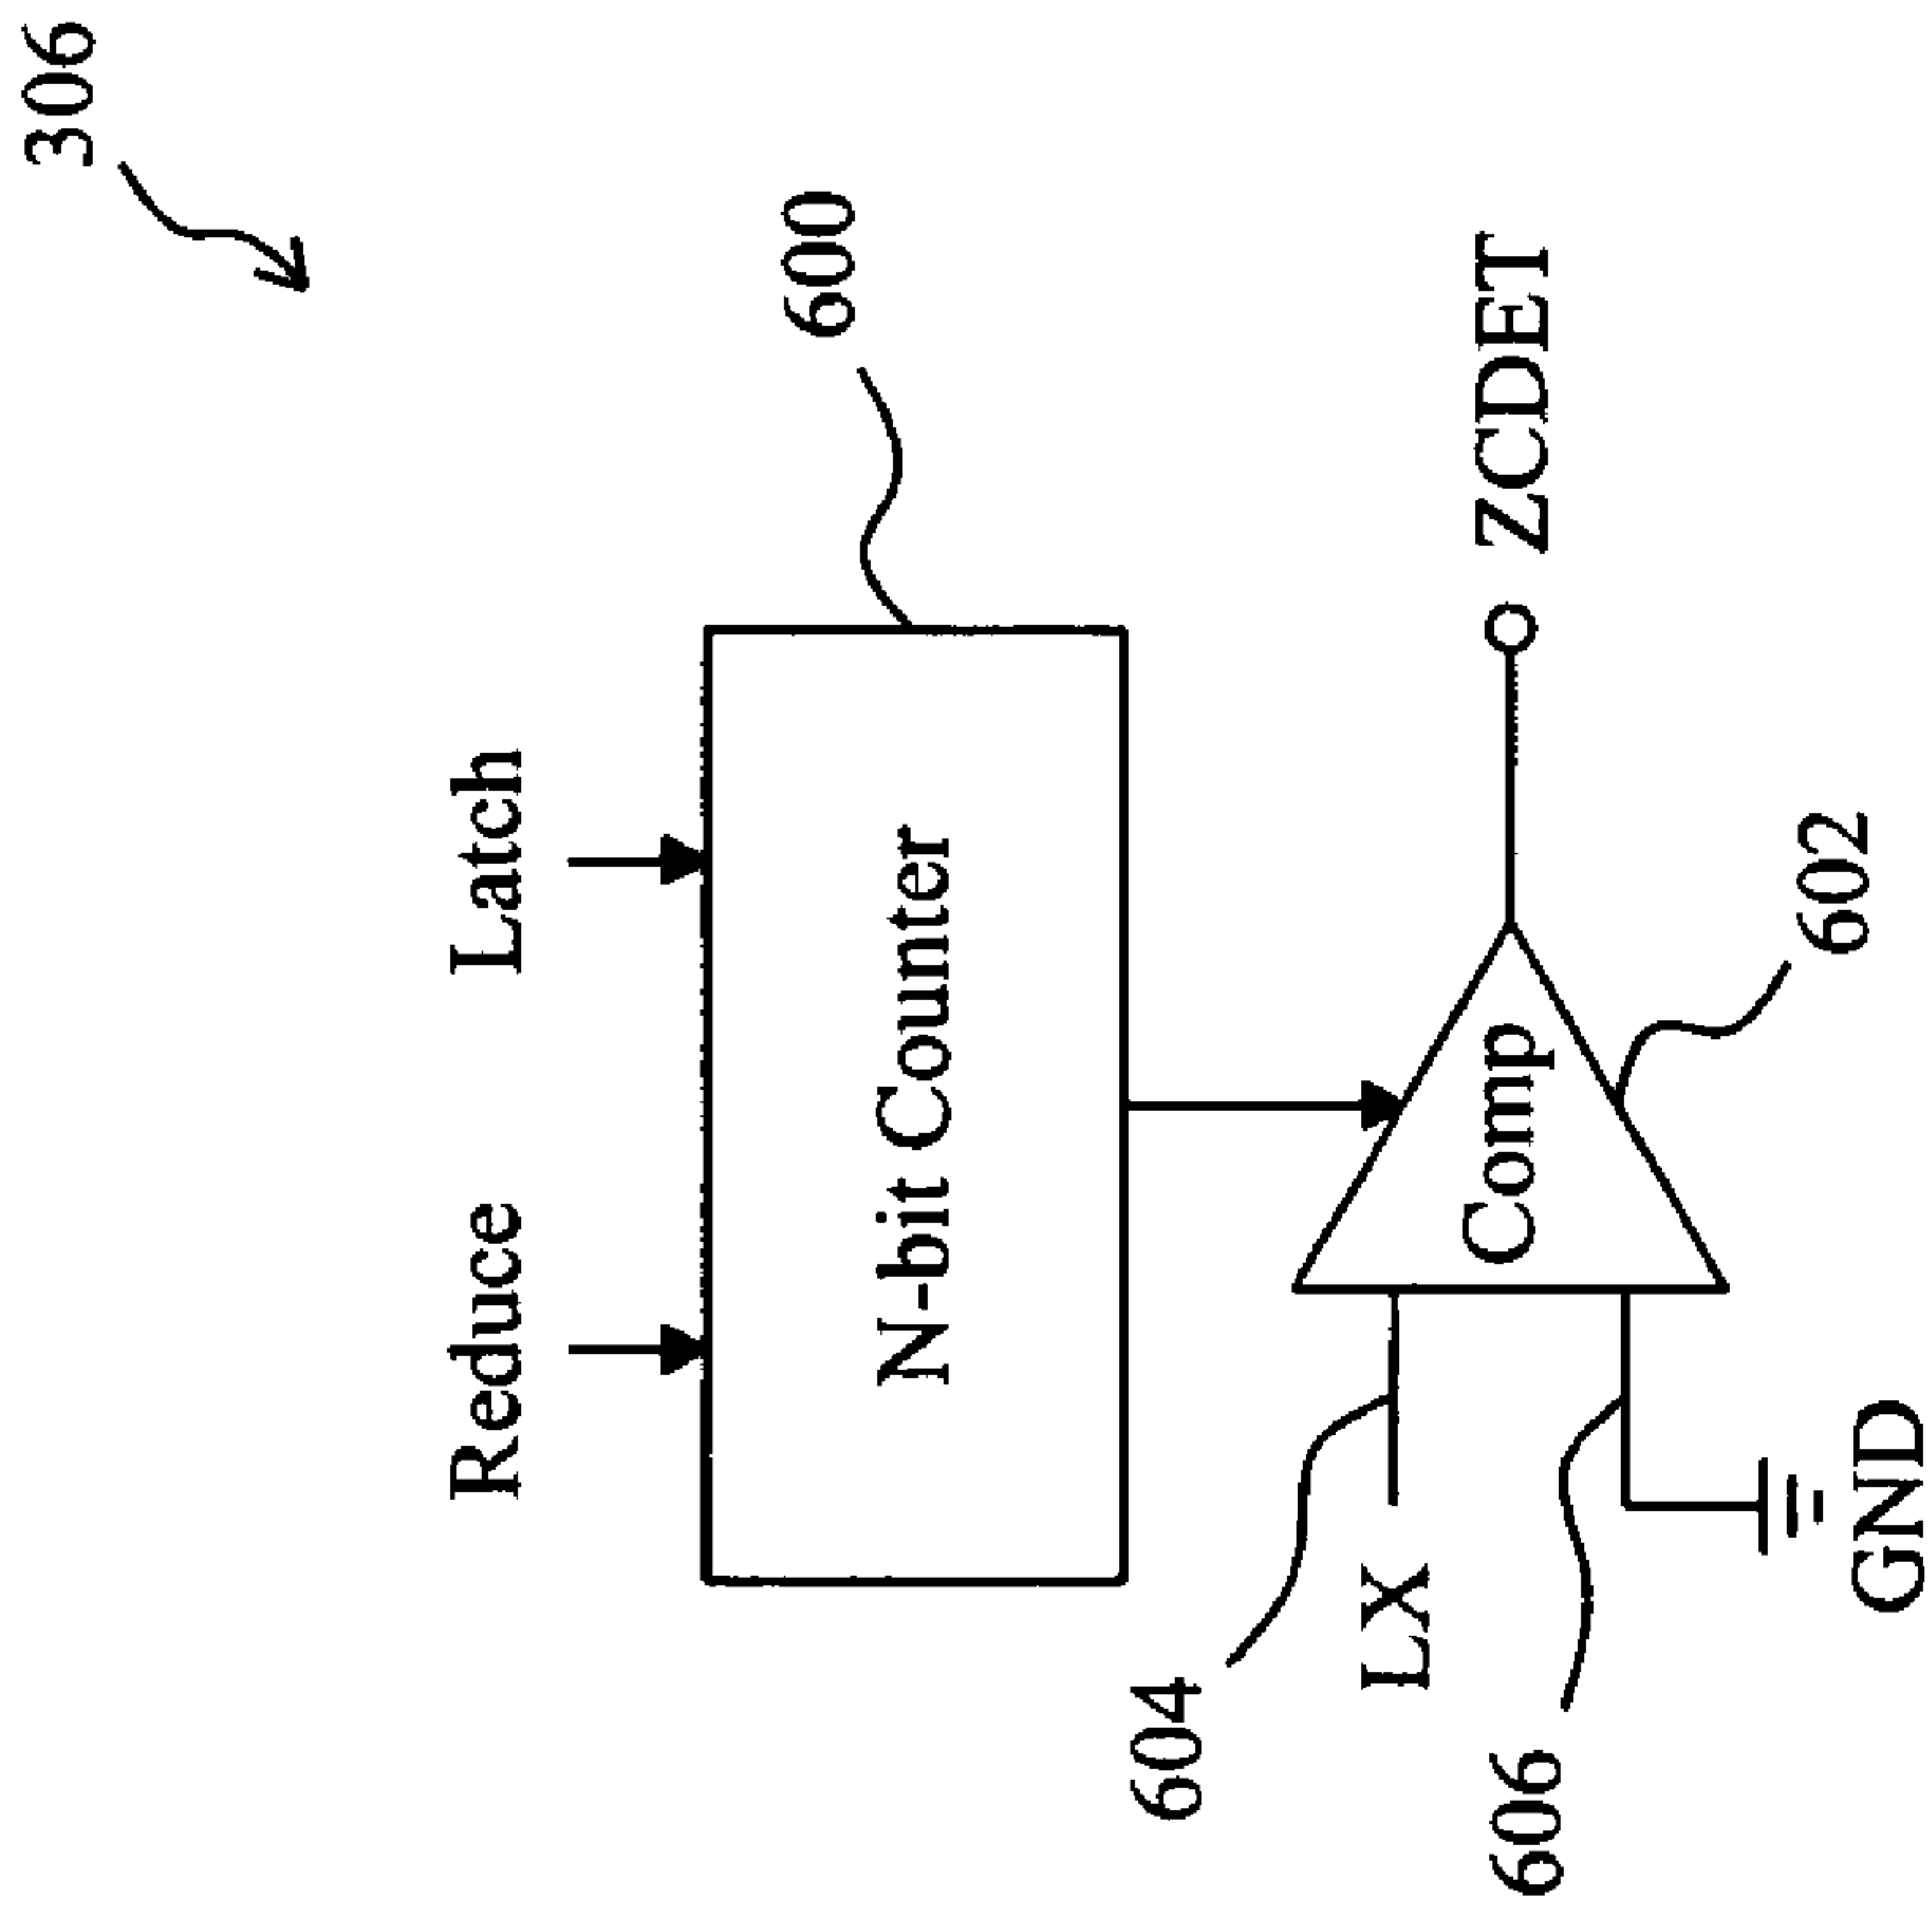 306
Reduce
Latch
600
N-bit Counter
604
LX
Comp
ZCDET
606
602
GND